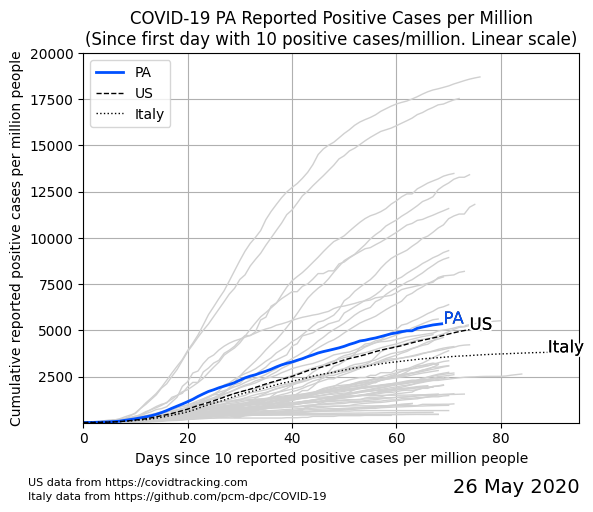 COVID-19 PA Reported Positive Cases per Million
(Since first day with 10 positive cases/million. Linear scale)
Cumulative reported positive cases per million people
20000
17500
15000
12500
10000
7500
5000
2500
PA
US
Italy
PA
US
Italy
0
20
40
60
80
Days since 10 reported positive cases per million people
US data from https://covidtracking.com
Italy data from https://github.com/pcm-dpc/COVID-19
26 May 2020